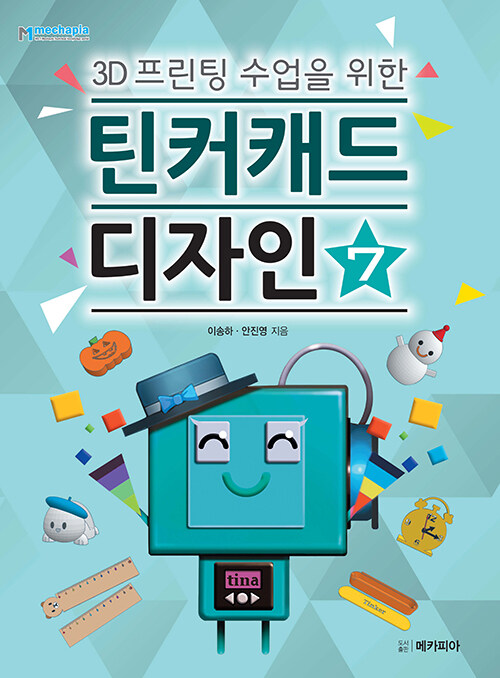 mechapia
3D 프린팅 수업을 위한
틴커캐드
디자인 7
이송하 · 안진영 지음
tina
Tinker
도서출판 메카피아